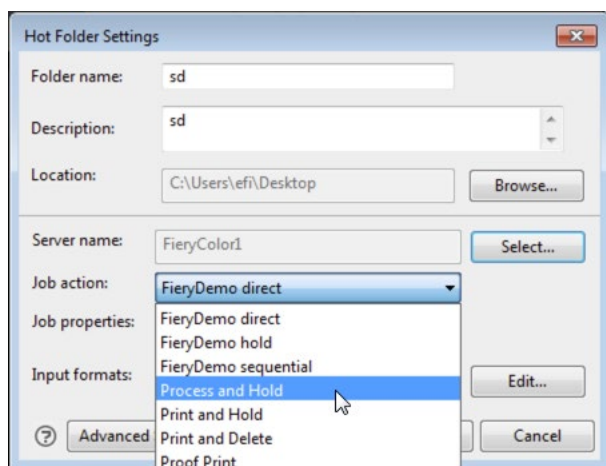 Hot Folder Settings
Folder name: sd
Description: sd
Location: C:\Users\efi\Desktop Browse...
Server name: FieryColor1 Select...
Job action: FieryDemo direct
Job properties: FieryDemo direct
FieryDemo hold
Input formats: FieryDemo sequential Edit...
Process and Hold
Print and Hold
? Advanced Print and Delete Cancel
Proof Print